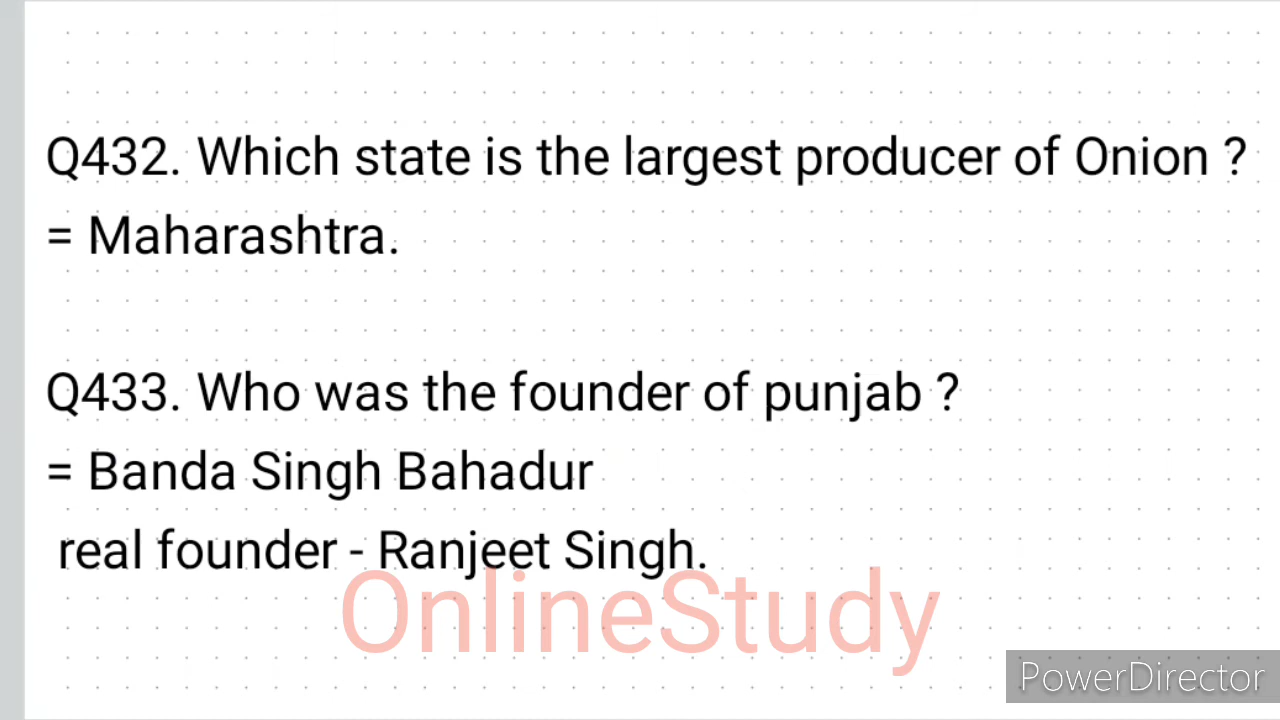 Q432. Which state is the largest producer of Onion ?
= Maharashtra.
Q433. Who was the founder of punjab ?
= Banda Singh Bahadur
real founder - Ranjeet Singh.
OnlineStudy
PowerDirector